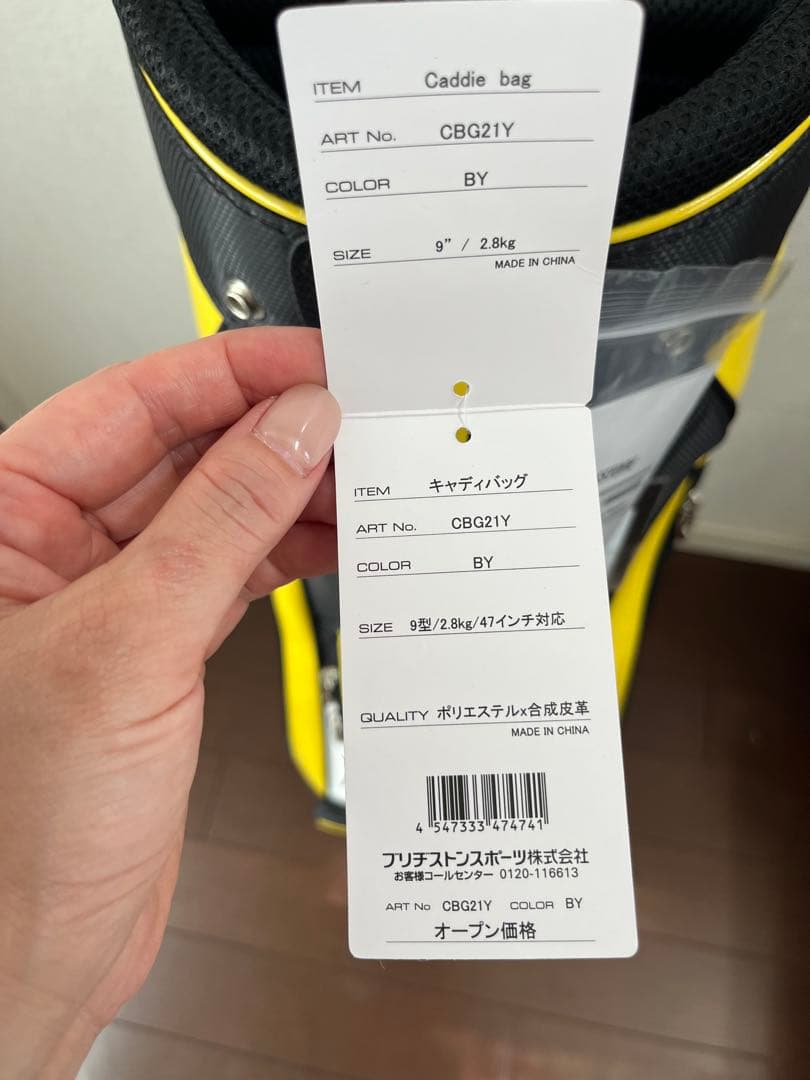 ITEM Caddie bag
ART No. CBG21Y
COLOR BY
SIZE 9" / 2.8kg
MADE IN CHINA
ITEM キャディバッグ
ART No. CBG21Y
COLOR BY
SIZE 9型/2.8kg/47インチ対応
QUALITY ポリエステルx合成皮革
MADE IN CHINA
4 547333 474741
ブリヂストンスポーツ株式会社
お客様コールセンター 0120-116613
ART No CBG21Y COLOR BY
オープン価格